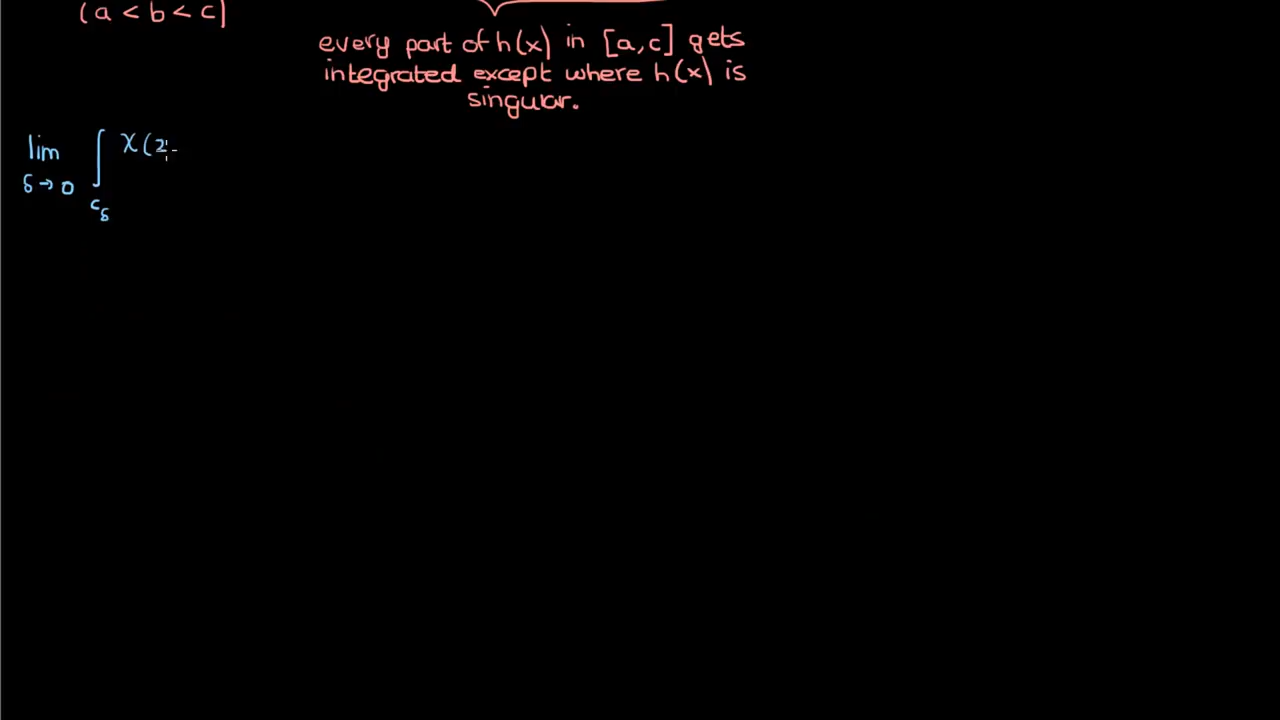 (a < b < c)
every part of h(x) in [a,c] gets
integrated except where h(x) is
singular.
lim ∫ χ(z
δ→0 c_δ